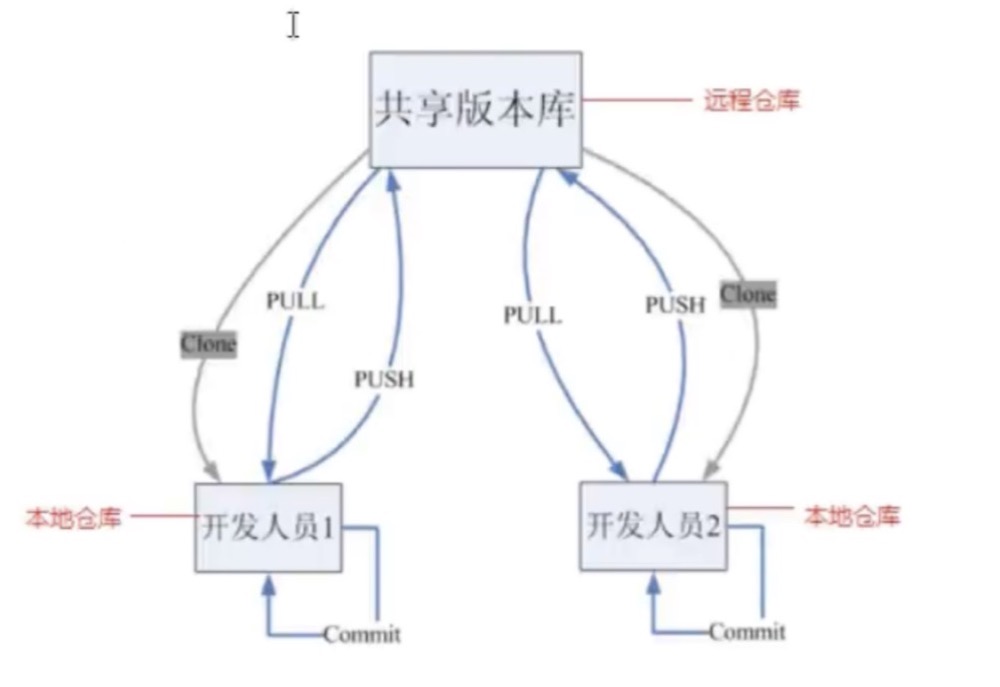 共享版本库
远程仓库
Clone
PULL
PUSH
PULL
PUSH
Clone
本地仓库
开发人员1
开发人员2
本地仓库
Commit
Commit